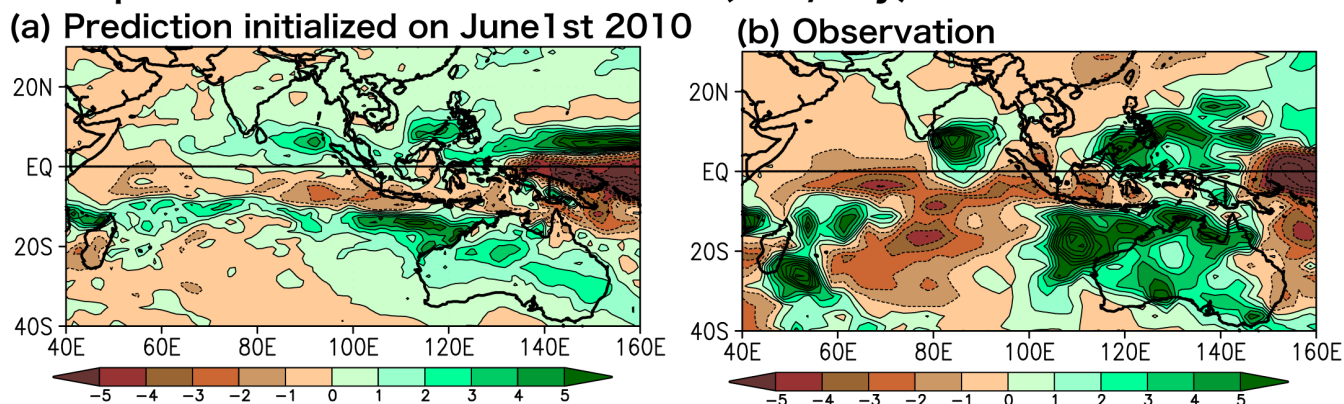 (a) Prediction initialized on June1st 2010
20N
EQ
20S
40S
40E 60E 80E 100E 120E 140E 160E
-5 -4 -3 -2 -1 0 1 2 3 4 5
(b) Observation
20N
EQ
20S
40S
40E 60E 80E 100E 120E 140E 160E
-5 -4 -3 -2 -1 0 1 2 3 4 5